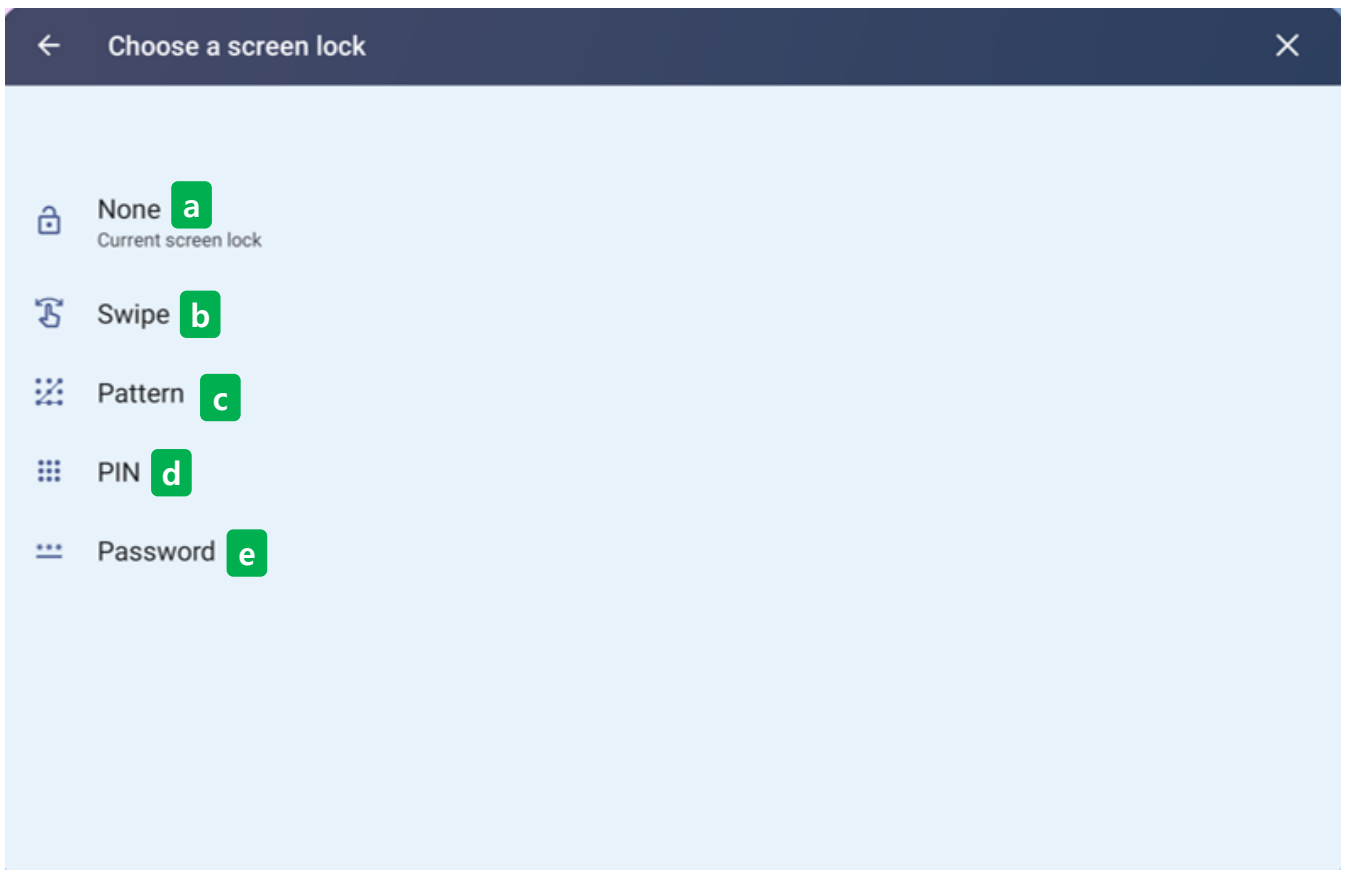 Choose a screen lock
None a
Current screen lock
Swipe b
Pattern c
PIN d
Password e